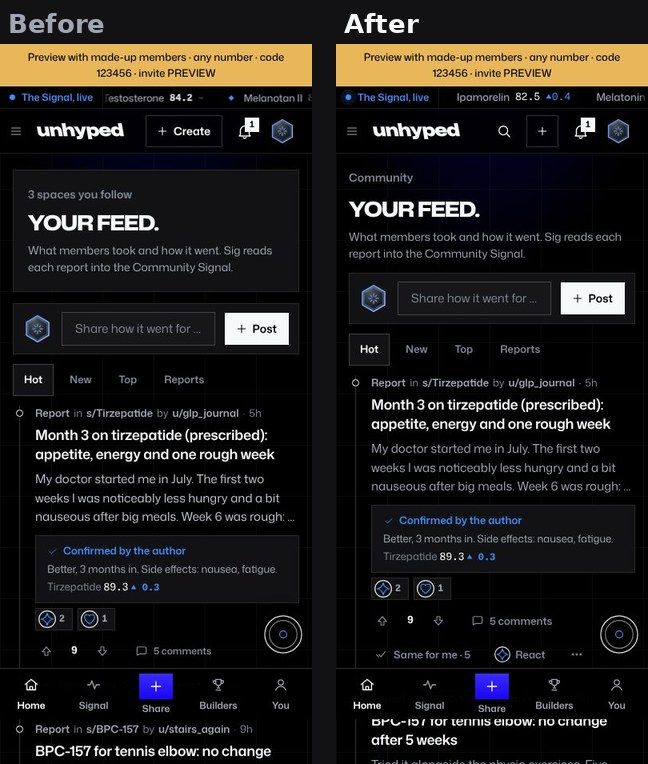 Before
Preview with made-up members · any number · code
123456 · invite PREVIEW
The Signal, live
Testosterone 84.2 –
Melanotan II
unhyped
+ Create
1
3 spaces you follow
YOUR FEED.
What members took and how it went. Sig reads
each report into the Community Signal.
Share how it went for ...
+ Post
Hot
New
Top
Reports
Report in s/Tirzepatide by u/glp_journal · 5h
Month 3 on tirzepatide (prescribed):
appetite, energy and one rough week
My doctor started me in July. The first two
weeks I was noticeably less hungry and a bit
nauseous after big meals. Week 6 was rough: ...
✓ Confirmed by the author
Better, 3 months in. Side effects: nausea, fatigue.
Tirzepatide 89.3 ▲ 0.3
2
1
9
5 comments
Home
Signal
Share
Builders
You
Report in s/BPC-157 by u/stairs_again · 9h
BPC-157 for tennis elbow: no change
After
Preview with made-up members · any number · code
123456 · invite PREVIEW
The Signal, live
Ipamorelin 82.5 ▲0.4
Melatonin
unhyped
+
1
Community
YOUR FEED.
What members took and how it went. Sig reads each
report into the Community Signal.
Share how it went for ...
+ Post
Hot
New
Top
Reports
Report in s/Tirzepatide by u/glp_journal · 5h
Month 3 on tirzepatide (prescribed):
appetite, energy and one rough week
My doctor started me in July. The first two
weeks I was noticeably less hungry and a bit
nauseous after big meals. Week 6 was rough: ...
✓ Confirmed by the author
Better, 3 months in. Side effects: nausea, fatigue.
Tirzepatide 89.3 ▲ 0.3
2
1
9
5 comments
Same for me · 5
React
...
Home
Signal
Share
Builders
You
BPC-157 for tennis elbow: no change
after 5 weeks